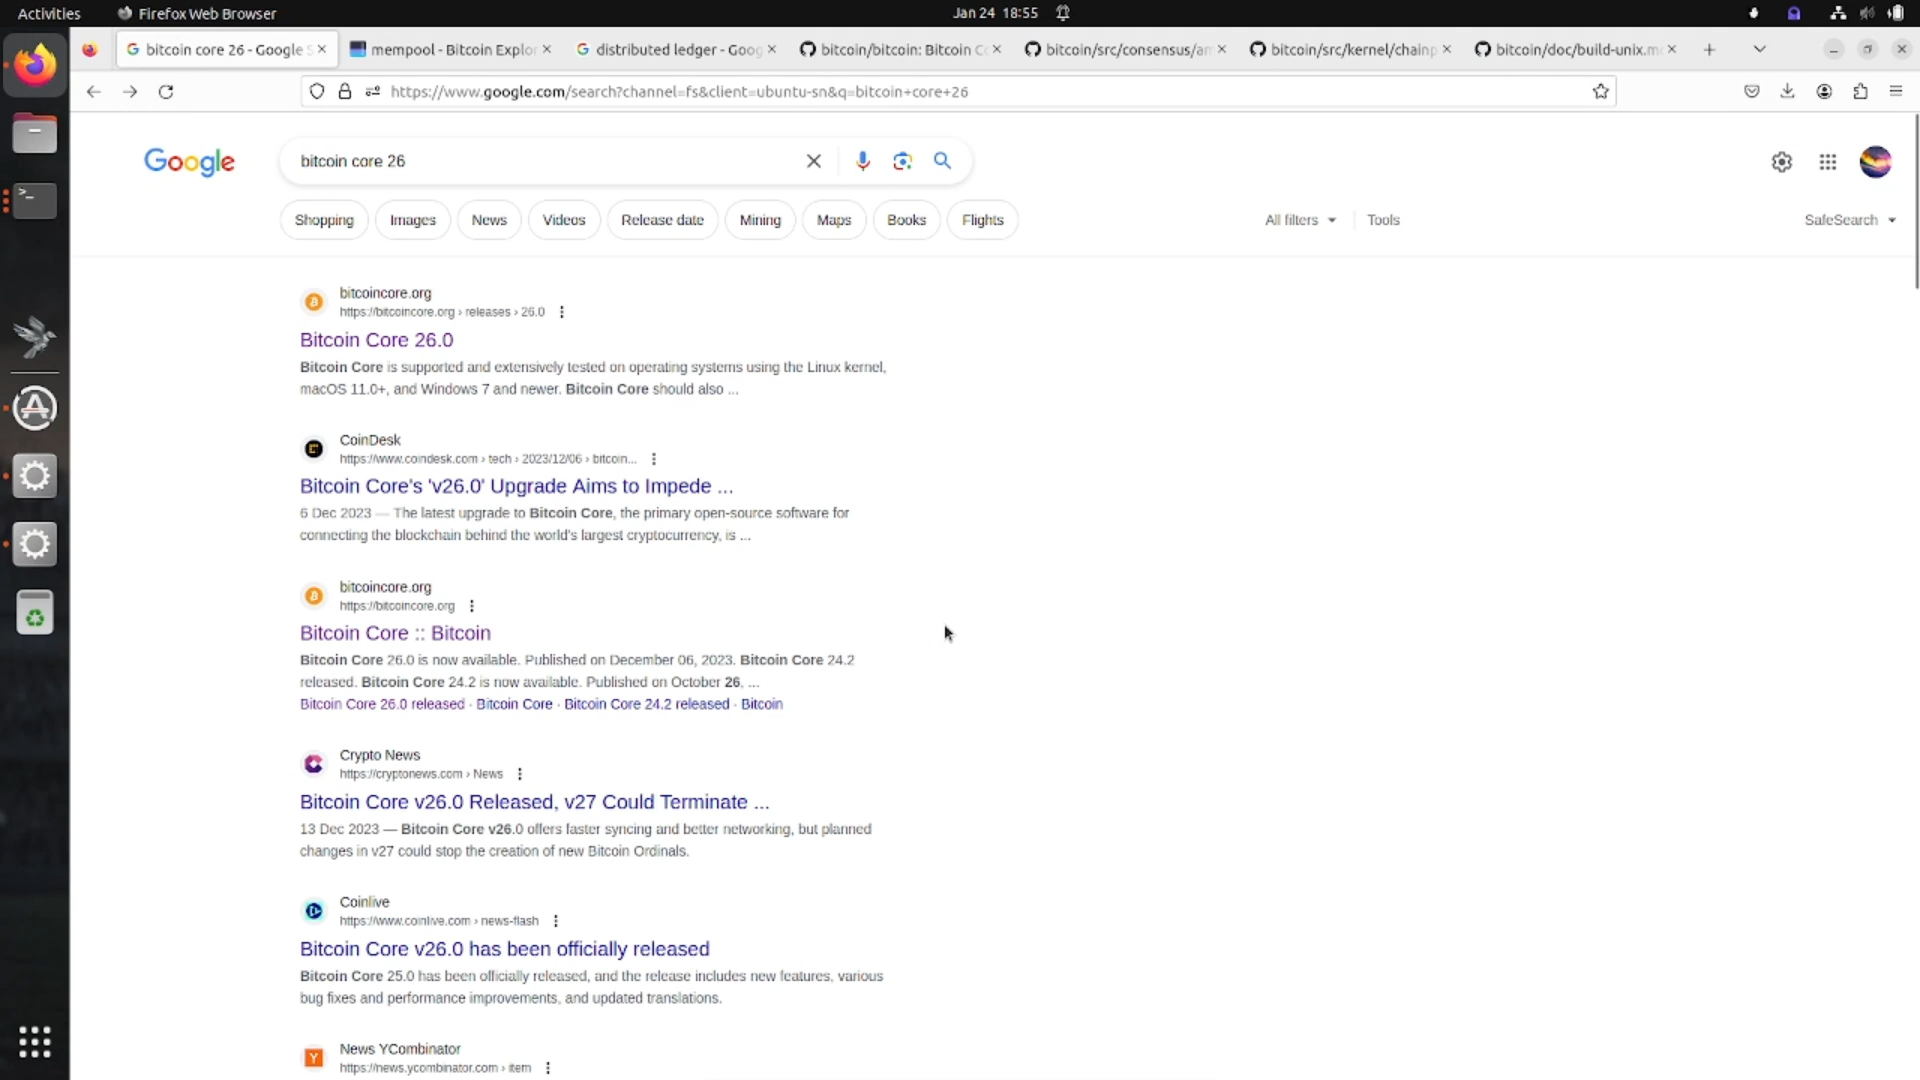 Activities
Firefox Web Browser
Jan 24 18:55
bitcoin core 26 - Google S
mempool - Bitcoin Explor
distributed ledger - Goog
bitcoin/bitcoin: Bitcoin C
bitcoin/src/consensus/am
bitcoin/src/kernel/chainp
bitcoin/doc/build-unix.m
https://www.google.com/search?channel=fs&client=ubuntu-sn&q=bitcoin+core+26
Google
bitcoin core 26
Shopping
Images
News
Videos
Release date
Mining
Maps
Books
Flights
All filters
Tools
SafeSearch
bitcoincore.org
https://bitcoincore.org › releases › 26.0
Bitcoin Core 26.0
Bitcoin Core is supported and extensively tested on operating systems using the Linux kernel,
macOS 11.0+, and Windows 7 and newer. Bitcoin Core should also ...
CoinDesk
https://www.coindesk.com › tech › 2023/12/06 › bitcoin...
Bitcoin Core's 'v26.0' Upgrade Aims to Impede ...
6 Dec 2023 — The latest upgrade to Bitcoin Core, the primary open-source software for
connecting the blockchain behind the world's largest cryptocurrency, is ...
bitcoincore.org
https://bitcoincore.org
Bitcoin Core :: Bitcoin
Bitcoin Core 26.0 is now available. Published on December 06, 2023. Bitcoin Core 24.2
released. Bitcoin Core 24.2 is now available. Published on October 26, ...
Bitcoin Core 26.0 released · Bitcoin Core · Bitcoin Core 24.2 released · Bitcoin
Crypto News
https://cryptonews.com › News
Bitcoin Core v26.0 Released, v27 Could Terminate ...
13 Dec 2023 — Bitcoin Core v26.0 offers faster syncing and better networking, but planned
changes in v27 could stop the creation of new Bitcoin Ordinals.
Coinlive
https://www.coinlive.com › news-flash
Bitcoin Core v26.0 has been officially released
Bitcoin Core 25.0 has been officially released, and the release includes new features, various
bug fixes and performance improvements, and updated translations.
News YCombinator
https://news.ycombinator.com › item